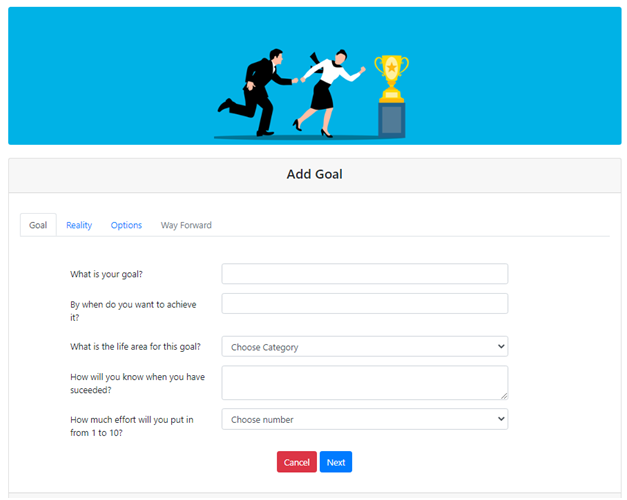 Add Goal
Goal Reality Options Way Forward
What is your goal?
By when do you want to achieve
it?
What is the life area for this goal? Choose Category
How will you know when you have
suceeded?
How much effort will you put in Choose number
from 1 to 10?
Cancel Next